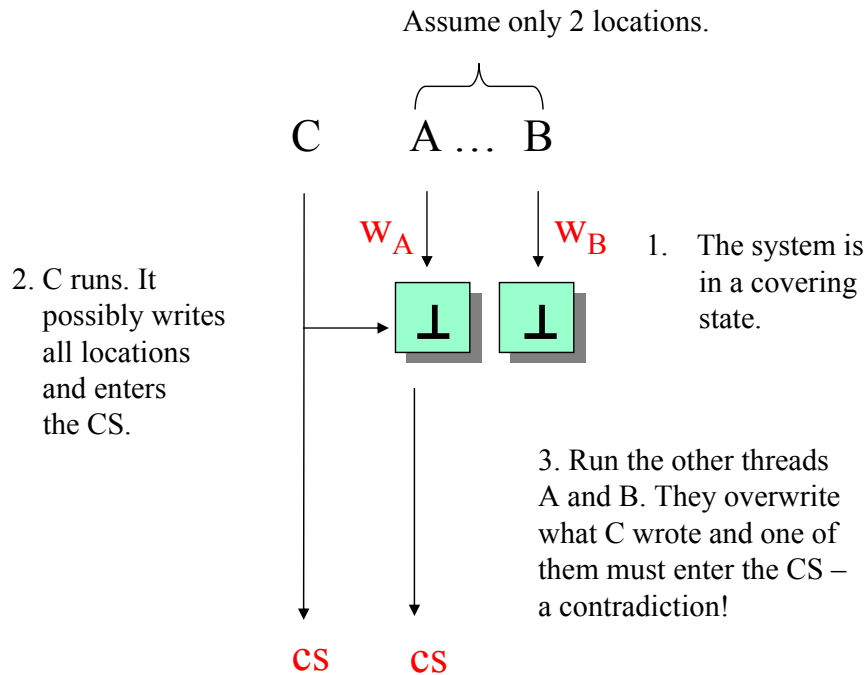 Assume only 2 locations.
C A … B
w_A w_B
1. The system is
in a covering
state.
2. C runs. It
possibly writes
all locations
and enters
the CS.
⊥ ⊥
3. Run the other threads
A and B. They overwrite
what C wrote and one of
them must enter the CS –
a contradiction!
cs cs